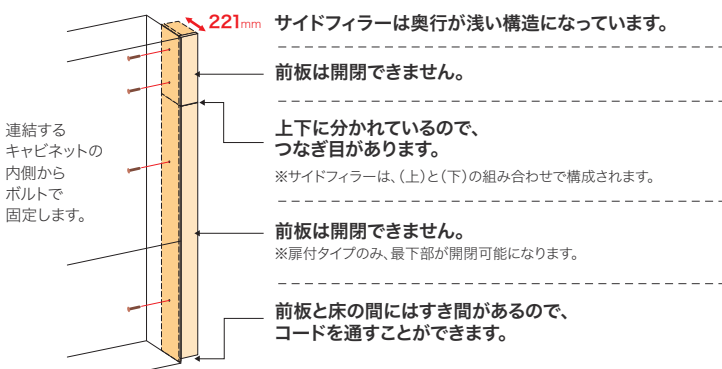 221mm
サイドフィラーは奥行が浅い構造になっています。
前板は開閉できません。
上下に分かれているので、
つなぎ目があります。
※サイドフィラーは、（上）と（下）の組み合わせで構成されます。
連結する
キャビネットの
内側から
ボルトで
固定します。
前板は開閉できません。
※扉付タイプのみ、最下部が開閉可能になります。
前板と床の間にはすき間があるので、
コードを通すことができます。